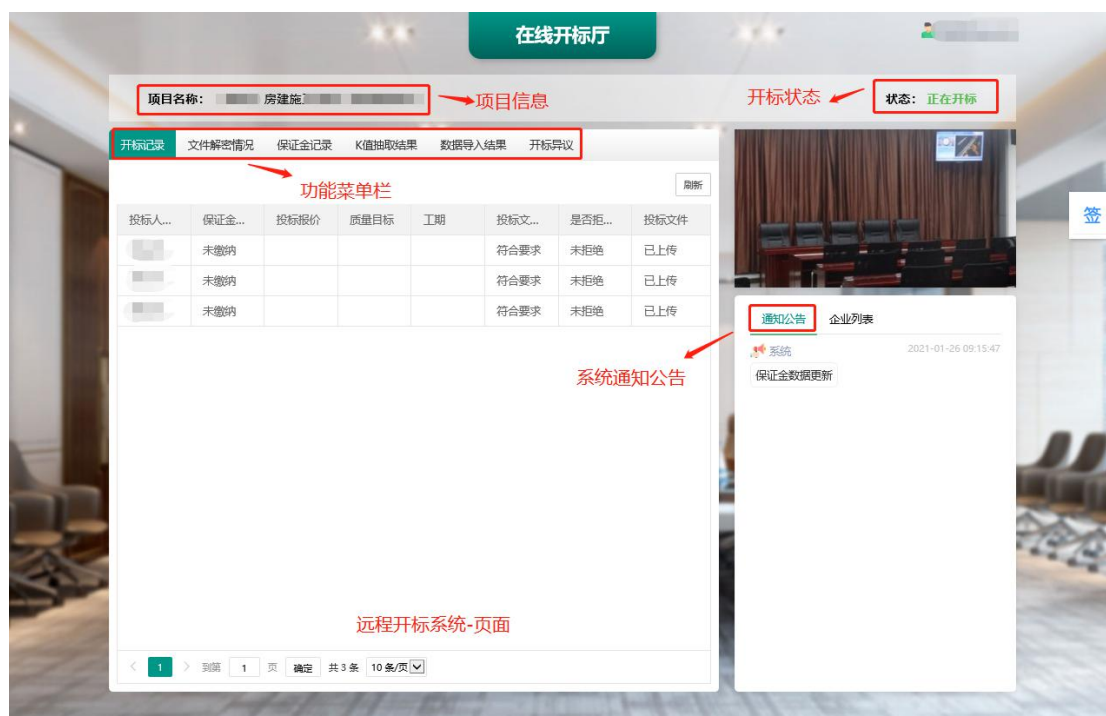 在线开标厅
项目名称： 房建施 项目信息 开标状态 状态： 正在开标
开标记录 文件解密情况 保证金记录 K值抽取结果 数据导入结果 开标异议
功能菜单栏 刷新
签
投标人... 保证金... 投标报价 质量目标 工期 投标文... 是否拒... 投标文件
未缴纳 符合要求 未拒绝 已上传
未缴纳 符合要求 未拒绝 已上传
未缴纳 符合要求 未拒绝 已上传
通知公告 企业列表
系统 2021-01-26 09:15:47
保证金数据更新
系统通知公告
远程开标系统-页面
1 到第 1 页 确定 共 3 条 10 条/页